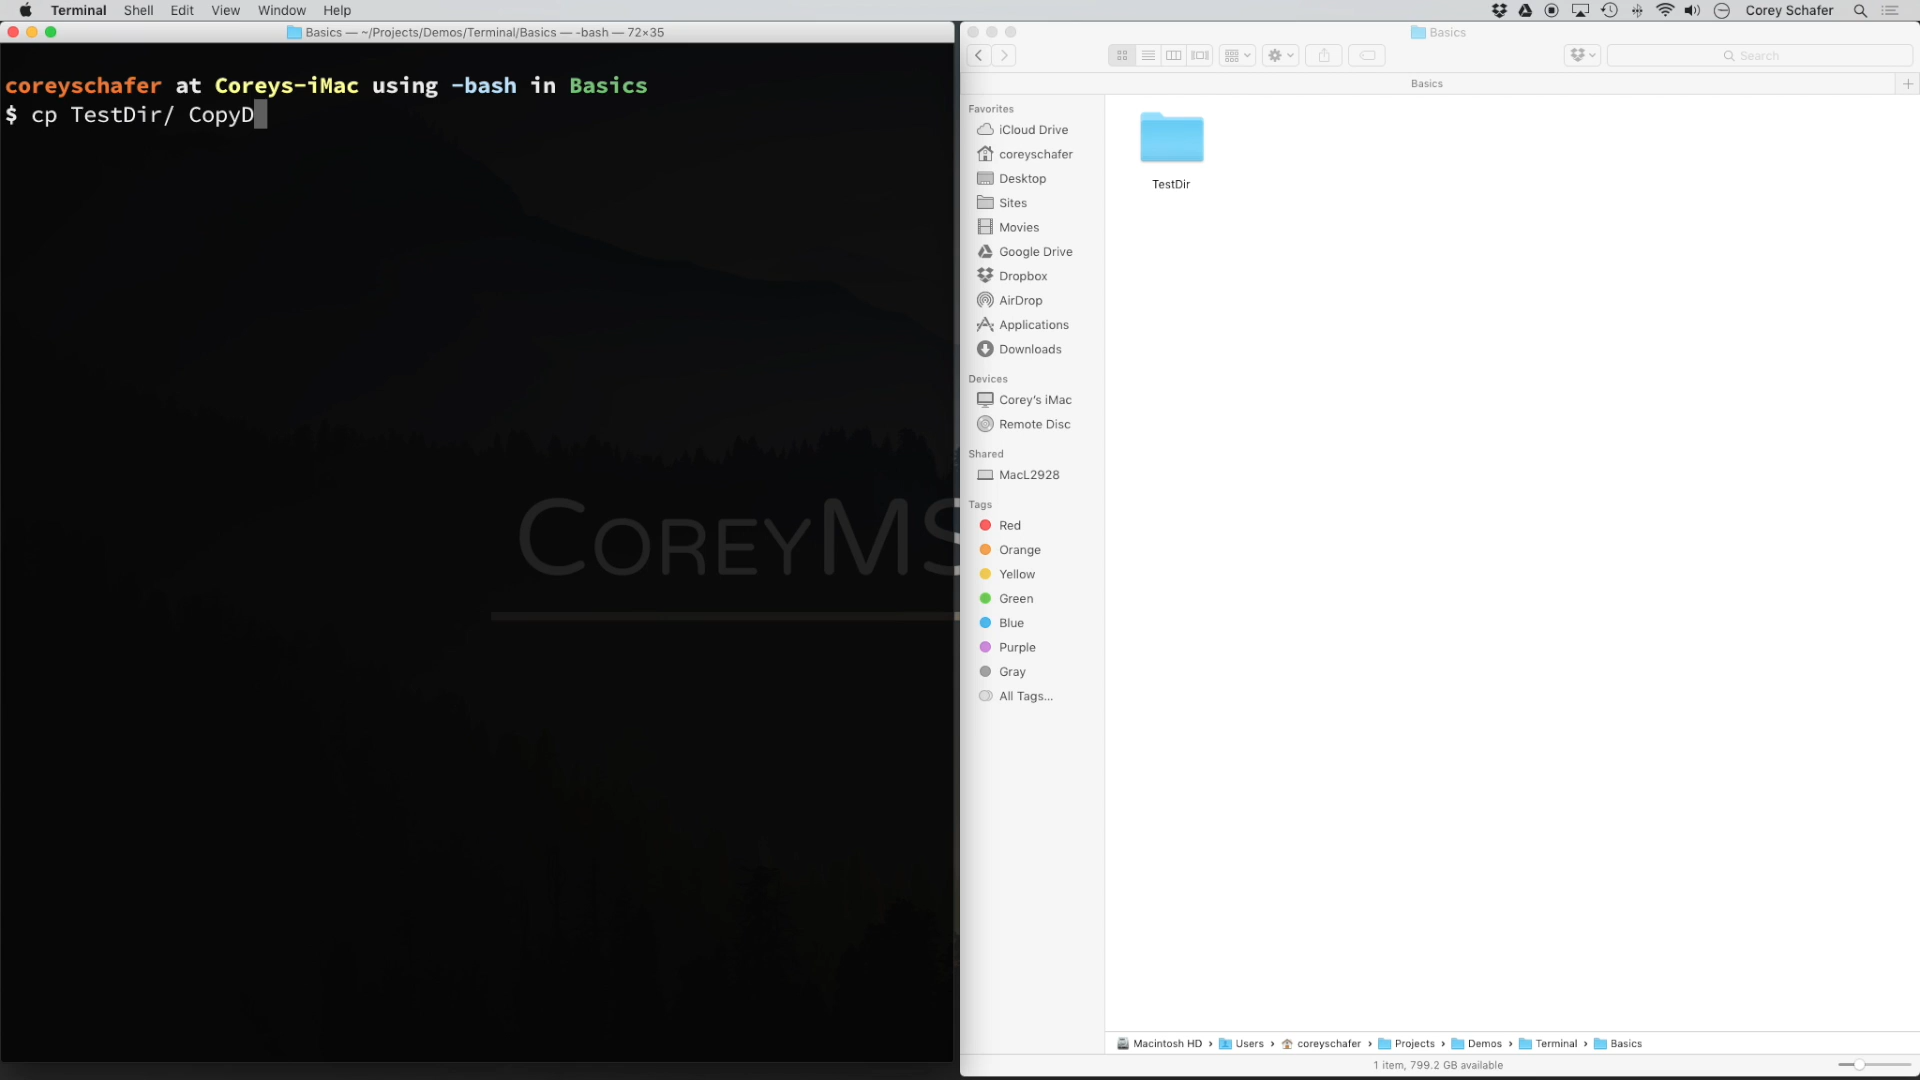 Terminal Shell Edit View Window Help
Corey Schafer
Basics — ~/Projects/Demos/Terminal/Basics — -bash — 72×35
coreyschafer at Coreys-iMac using -bash in Basics
$ cp TestDir/ CopyD
COREYMS
Basics
Search
Basics
Favorites
iCloud Drive
coreyschafer
Desktop
Sites
Movies
Google Drive
Dropbox
AirDrop
Applications
Downloads
Devices
Corey's iMac
Remote Disc
Shared
MacL2928
Tags
Red
Orange
Yellow
Green
Blue
Purple
Gray
All Tags...
TestDir
Macintosh HD › Users › coreyschafer › Projects › Demos › Terminal › Basics
1 item, 799.2 GB available